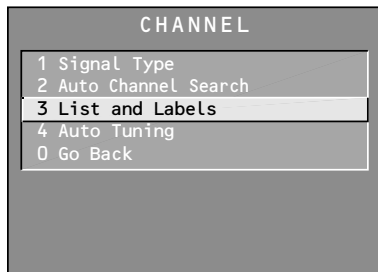 CHANNEL
1 Signal Type
2 Auto Channel Search
3 List and Labels
4 Auto Tuning
0 Go Back